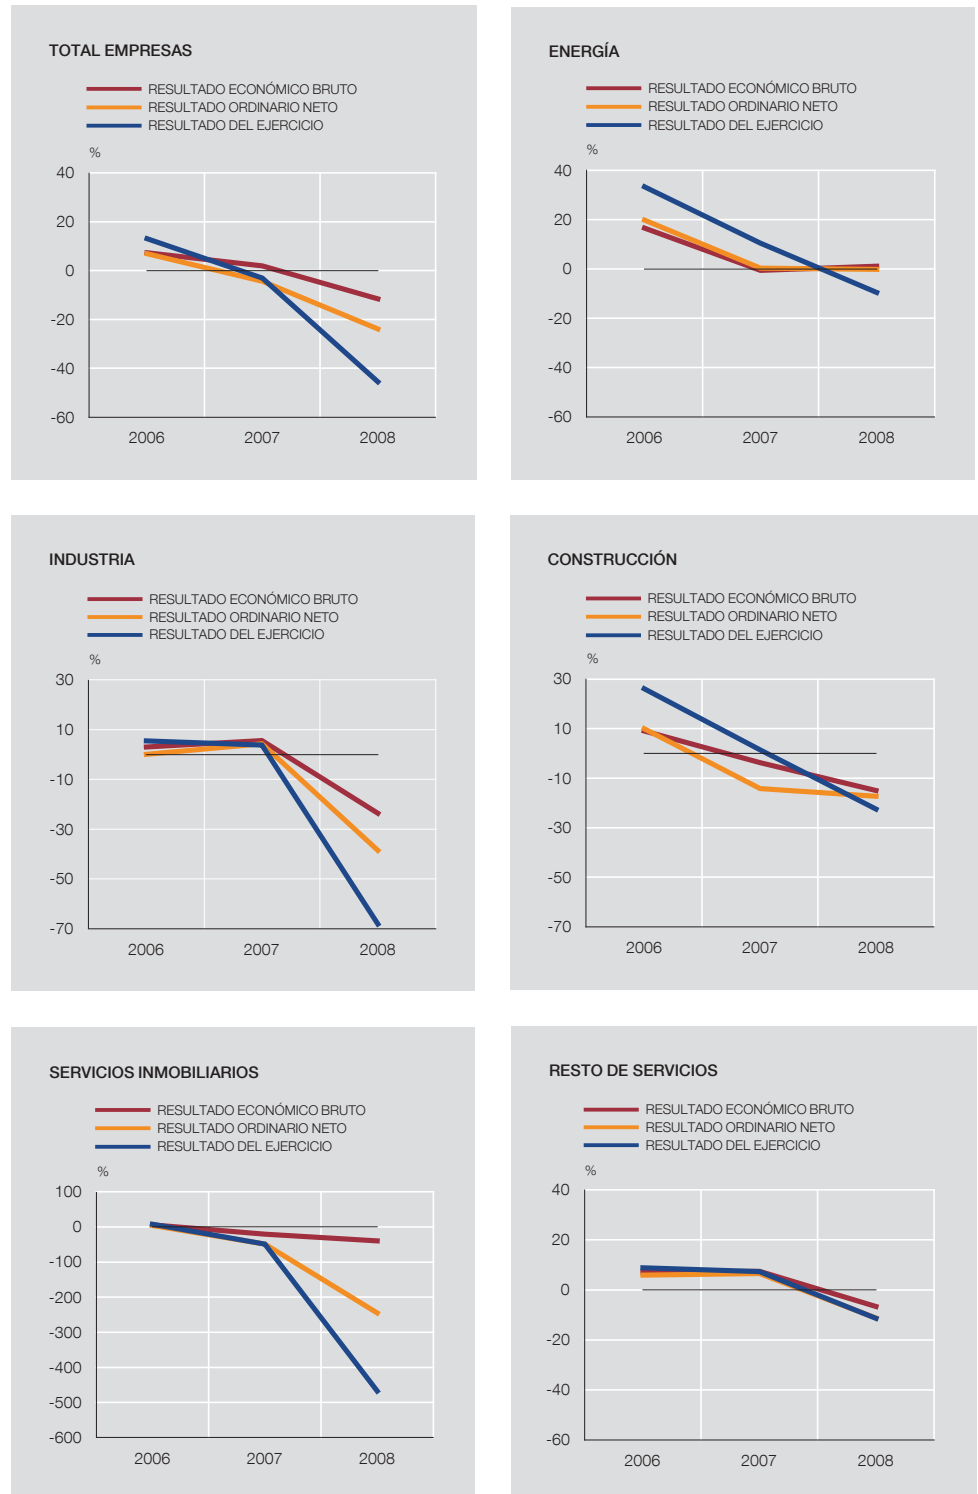 TOTAL EMPRESAS
RESULTADO ECONÓMICO BRUTO
RESULTADO ORDINARIO NETO
RESULTADO DEL EJERCICIO
%
40
20
0
-20
-40
-60
2006 2007 2008
ENERGÍA
RESULTADO ECONÓMICO BRUTO
RESULTADO ORDINARIO NETO
RESULTADO DEL EJERCICIO
%
40
20
0
-20
-40
-60
2006 2007 2008
INDUSTRIA
RESULTADO ECONÓMICO BRUTO
RESULTADO ORDINARIO NETO
RESULTADO DEL EJERCICIO
%
30
10
-10
-30
-50
-70
2006 2007 2008
CONSTRUCCIÓN
RESULTADO ECONÓMICO BRUTO
RESULTADO ORDINARIO NETO
RESULTADO DEL EJERCICIO
%
30
10
-10
-30
-50
-70
2006 2007 2008
SERVICIOS INMOBILIARIOS
RESULTADO ECONÓMICO BRUTO
RESULTADO ORDINARIO NETO
RESULTADO DEL EJERCICIO
%
100
0
-100
-200
-300
-400
-500
-600
2006 2007 2008
RESTO DE SERVICIOS
RESULTADO ECONÓMICO BRUTO
RESULTADO ORDINARIO NETO
RESULTADO DEL EJERCICIO
%
40
20
0
-20
-40
-60
2006 2007 2008